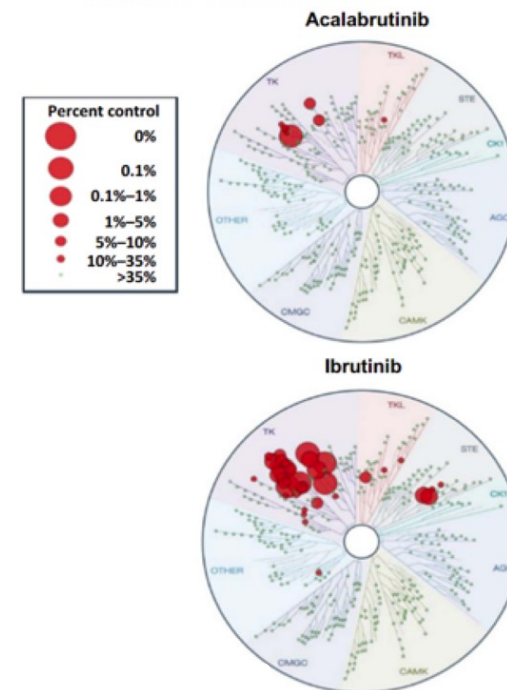 Acalabrutinib
Percent control
0%
0.1%
0.1%–1%
1%–5%
5%–10%
10%–35%
>35%
TK
TKL
STE
CK1
AGC
CAMK
CMGC
OTHER
Ibrutinib
TK
TKL
STE
CK1
CAMK
CMGC
OTHER